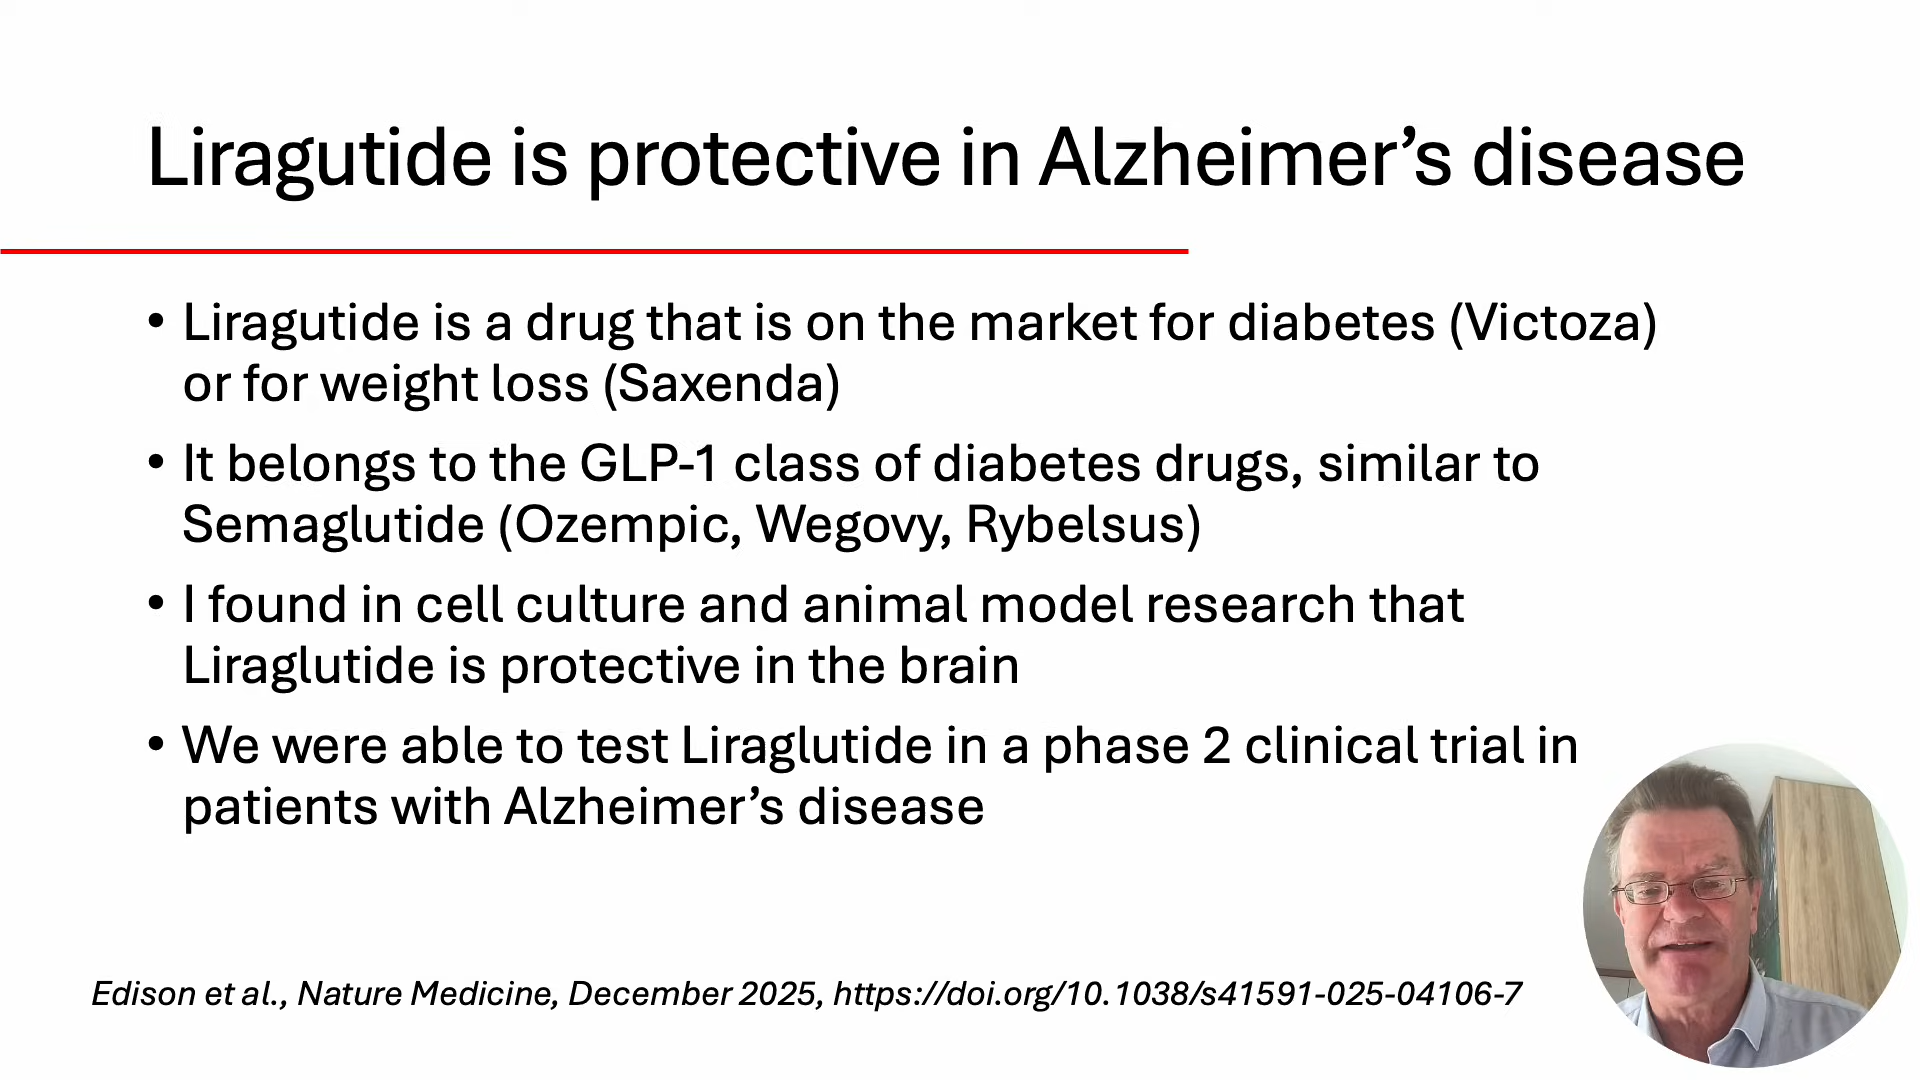 Liragutide is protective in Alzheimer’s disease
• Liragutide is a drug that is on the market for diabetes (Victoza)
or for weight loss (Saxenda)
• It belongs to the GLP-1 class of diabetes drugs, similar to
Semaglutide (Ozempic, Wegovy, Rybelsus)
• I found in cell culture and animal model research that
Liraglutide is protective in the brain
• We were able to test Liraglutide in a phase 2 clinical trial in
patients with Alzheimer’s disease
Edison et al., Nature Medicine, December 2025, https://doi.org/10.1038/s41591-025-04106-7